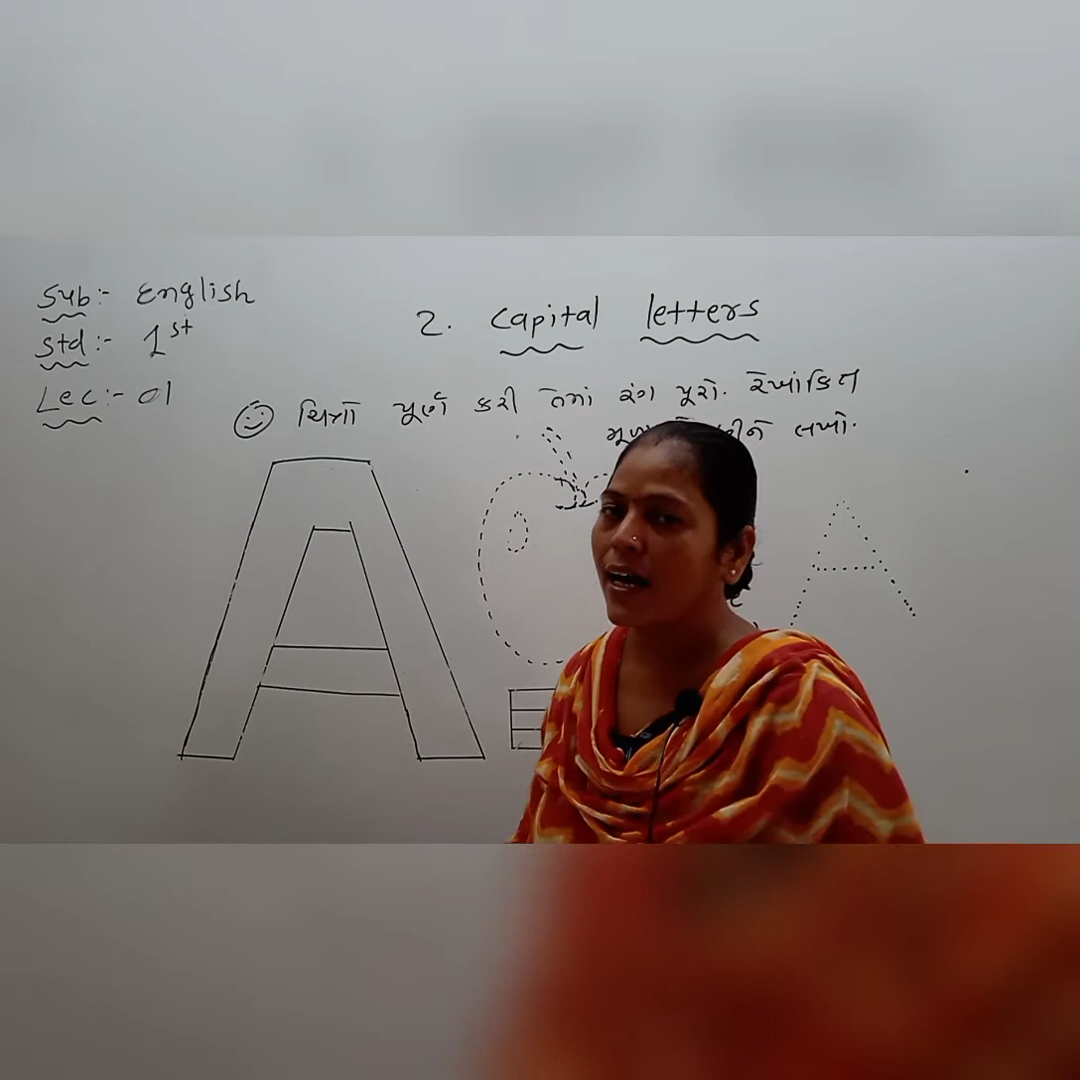 Sub:- English
Std:- 1st
Lec:- 01
2. Capital letters
ચિત્રો પૂર્ણ કરી તેમાં રંગ પૂરો. રેખાંકિત
લખો.
A
A